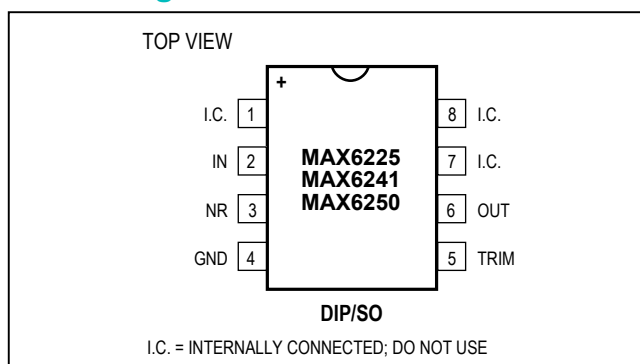 TOP VIEW
+
I.C. 1
8 I.C.
IN 2
7 I.C.
NR 3
6 OUT
GND 4
5 TRIM
MAX6225
MAX6241
MAX6250
DIP/SO
I.C. = INTERNALLY CONNECTED; DO NOT USE